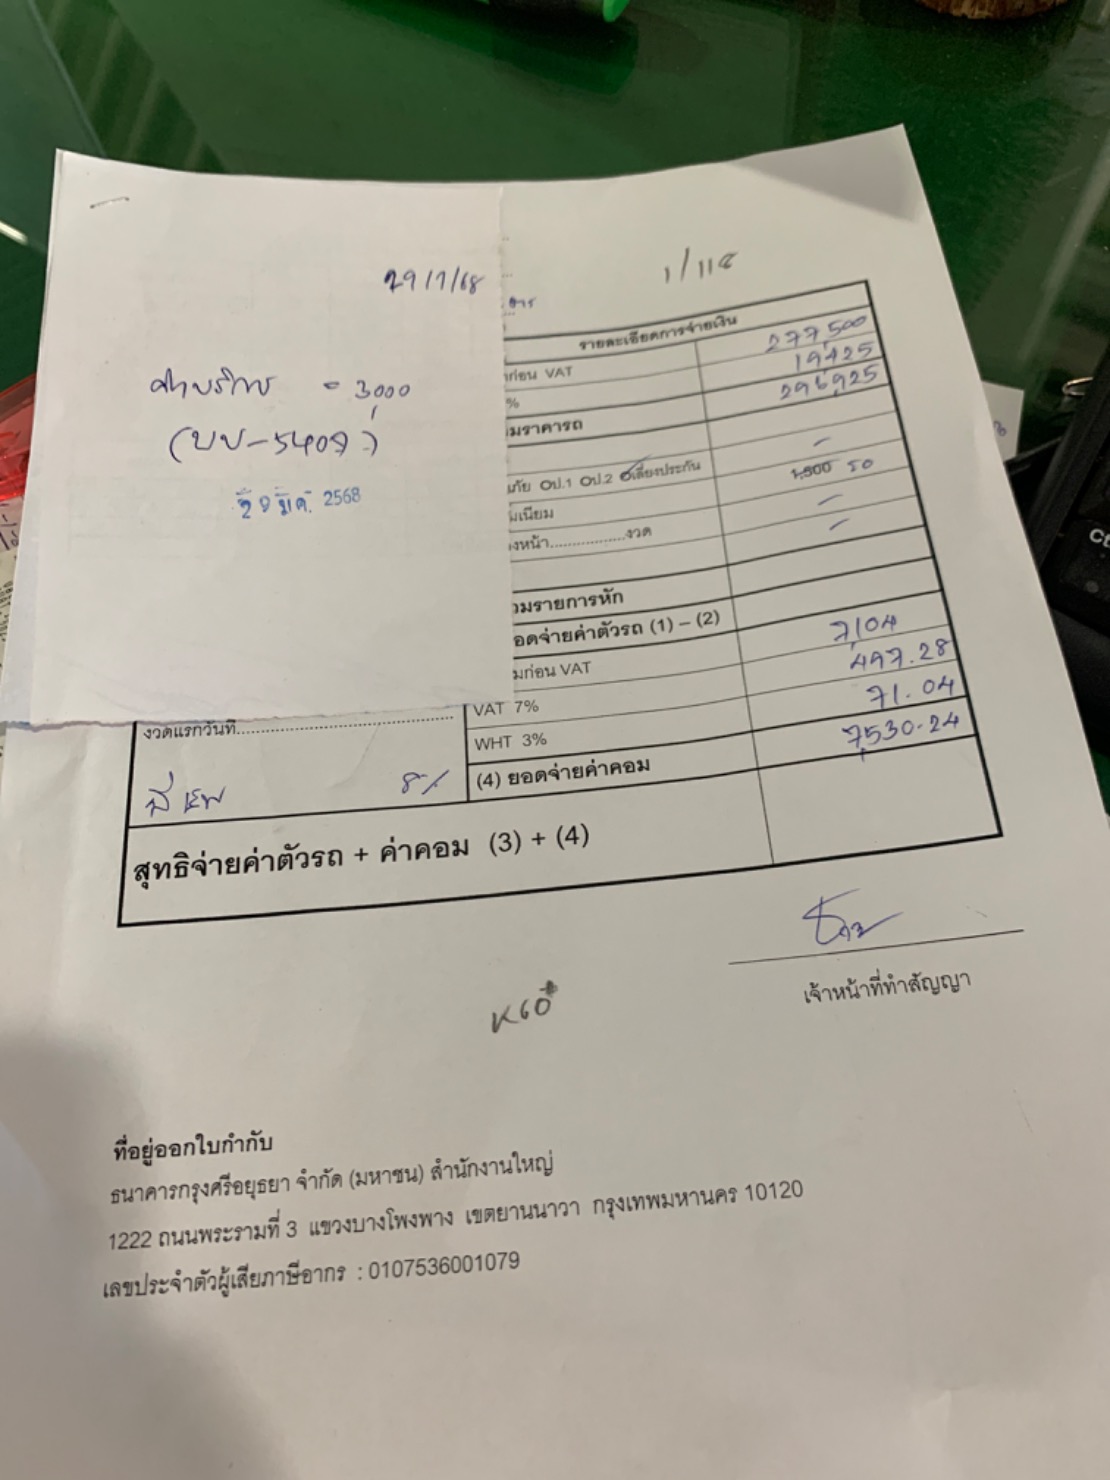 29/1/68
ค่าบริการ = 3,000
(บบ-5409)
29 มี.ค. 2568
1/118
รายละเอียดการจ่ายเงิน
ก่อน VAT 277,500
% 19,425
มราคารถ 296,925
ภัย ป.1 ป.2 เสี่ยงประกัน -
มเนียม 1,500 50
งหน้า.................งวด -
-
วมรายการหัก
อดจ่ายค่าตัวรถ (1) – (2)
มก่อน VAT 7,104
VAT 7% 497.28
WHT 3% 71.04
(4) ยอดจ่ายค่าคอม 7,530.24
งวดแรกวันที่.......................................
8%
สุทธิจ่ายค่าตัวรถ + ค่าคอม (3) + (4)
เจ้าหน้าที่ทำสัญญา
K60
ที่อยู่ออกใบกำกับ
ธนาคารกรุงศรีอยุธยา จำกัด (มหาชน) สำนักงานใหญ่
1222 ถนนพระรามที่ 3 แขวงบางโพงพาง เขตยานนาวา กรุงเทพมหานคร 10120
เลขประจำตัวผู้เสียภาษีอากร : 0107536001079